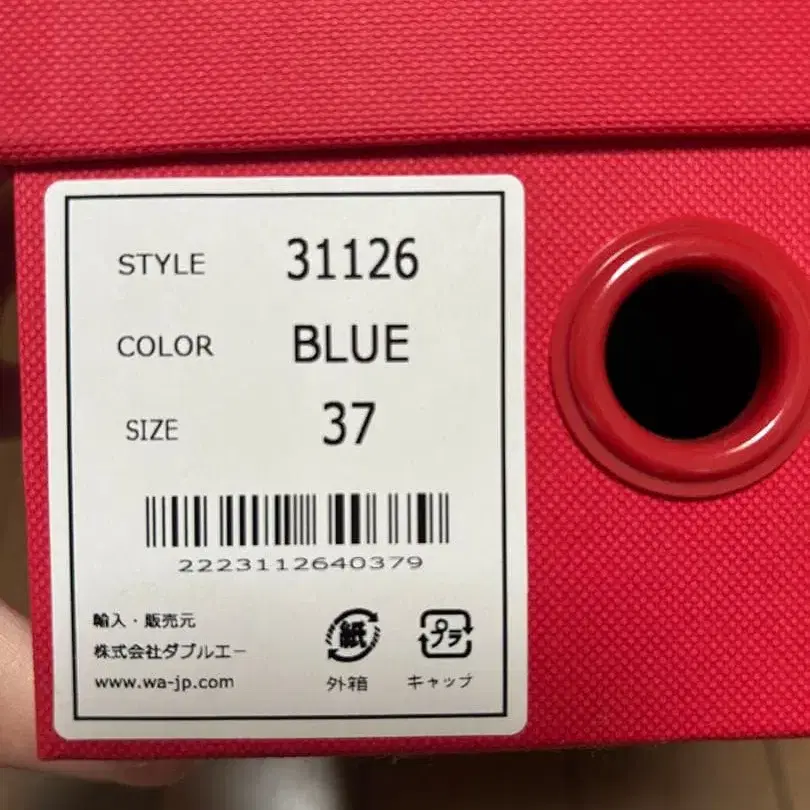 STYLE 31126
COLOR BLUE
SIZE 37
2223112640379
輸入・販売元
株式会社ダブルエー
www.wa-jp.com
紙
外箱
プラ
キャップ